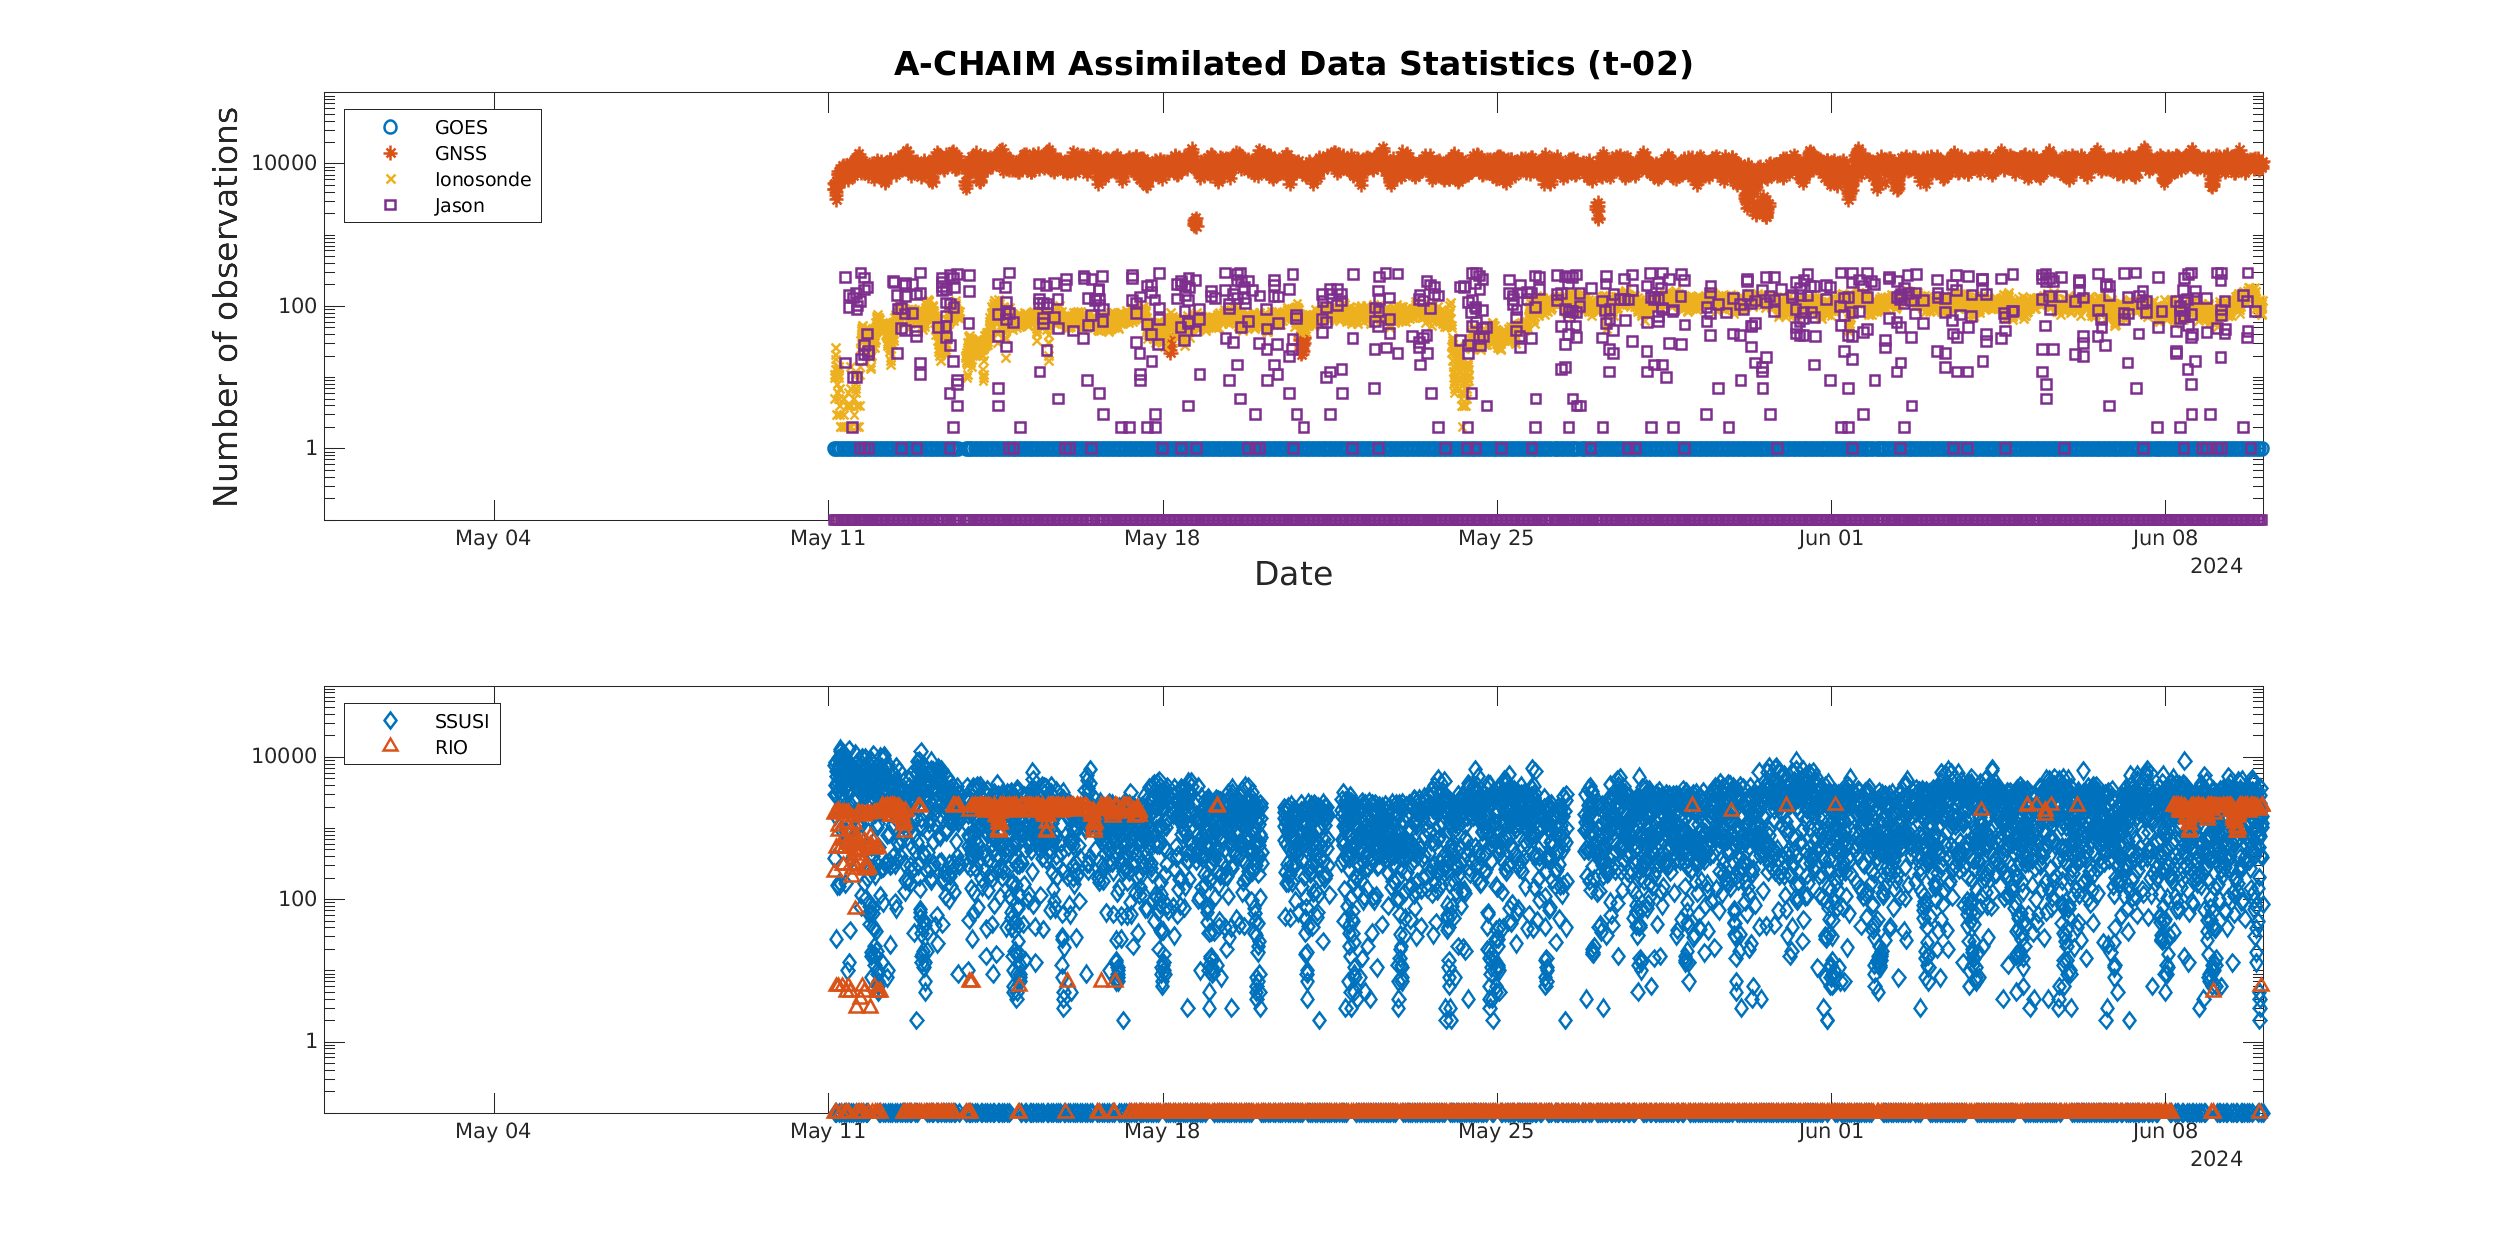 A-CHAIM Assimilated Data Statistics (t-02)
Number of observations
10000
100
1
GOES
GNSS
Ionosonde
Jason
May 04
May 11
May 18
May 25
Jun 01
Jun 08
2024
Date
10000
100
1
SSUSI
RIO
May 04
May 11
May 18
May 25
Jun 01
Jun 08
2024